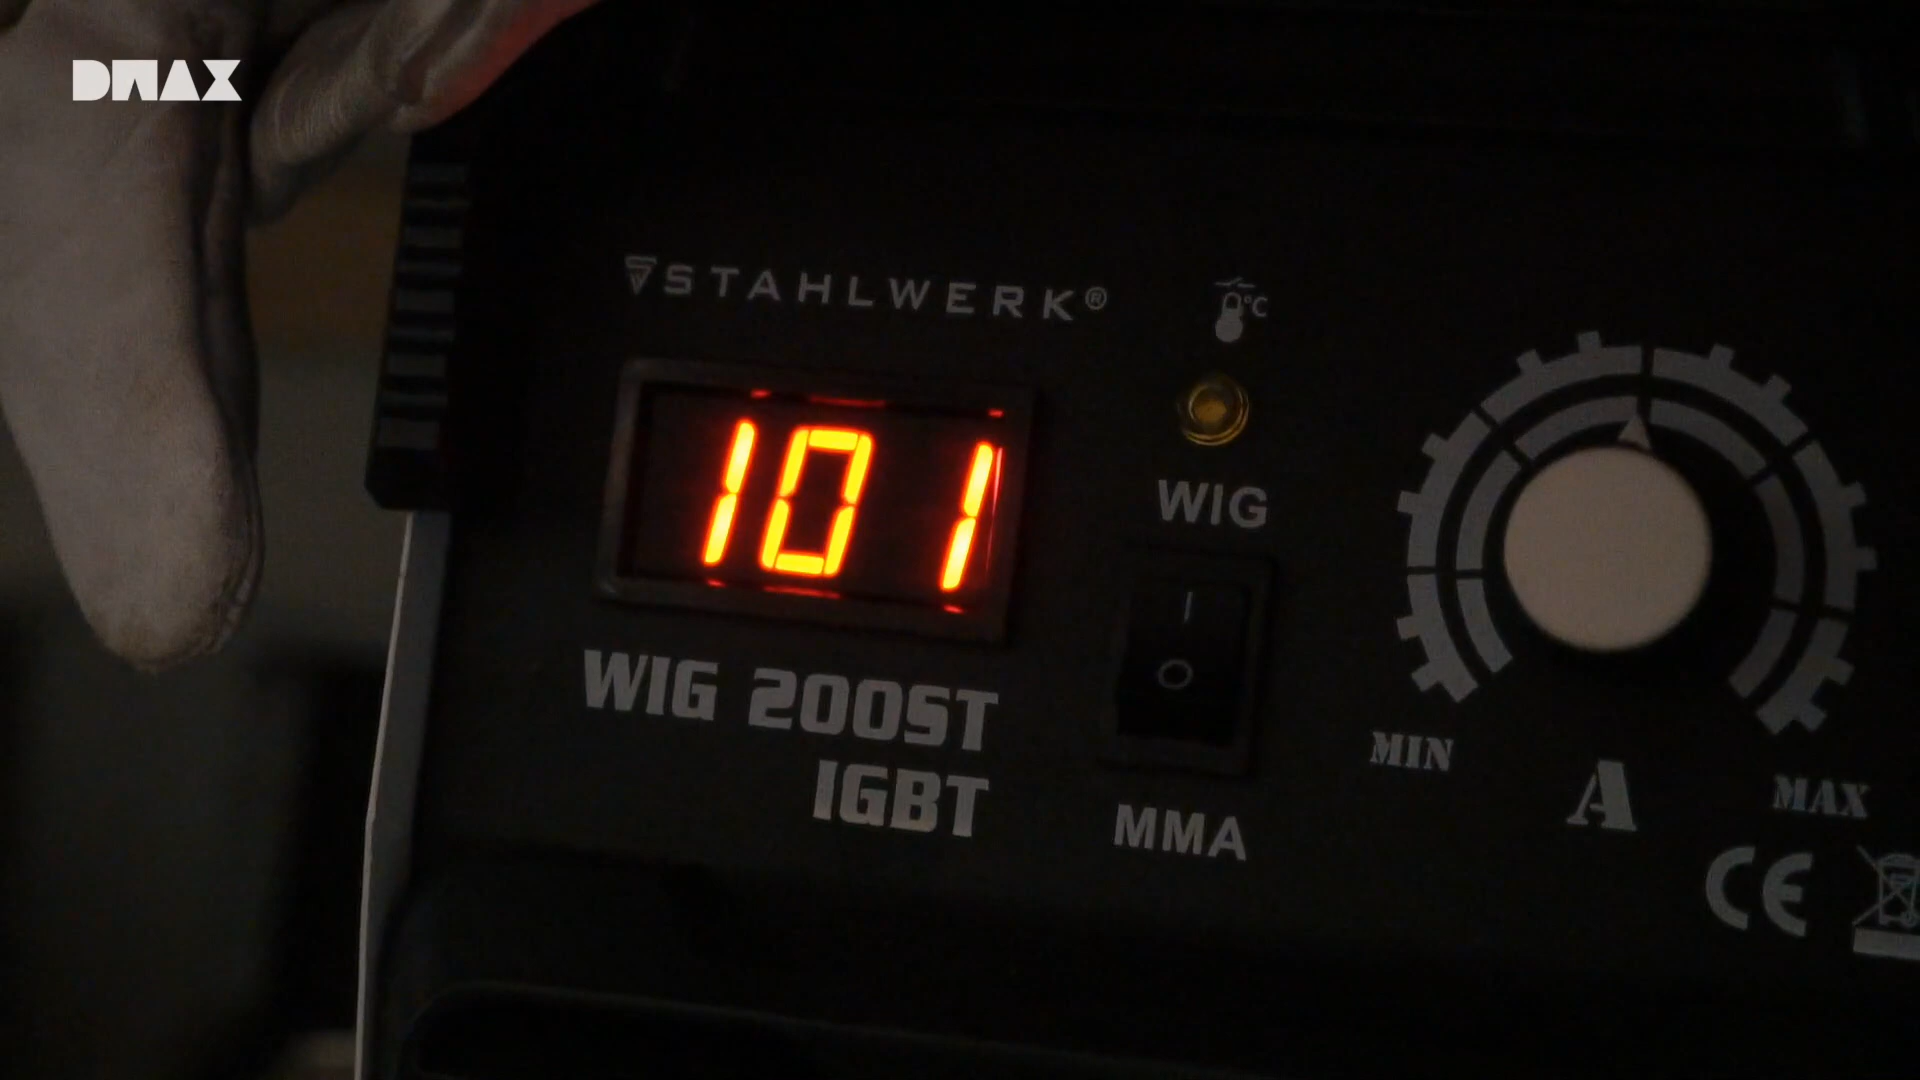 DMAX
STAHLWERK®
°C
101
WIG
WIG 200ST
IGBT
MMA
MIN
A
MAX
CE